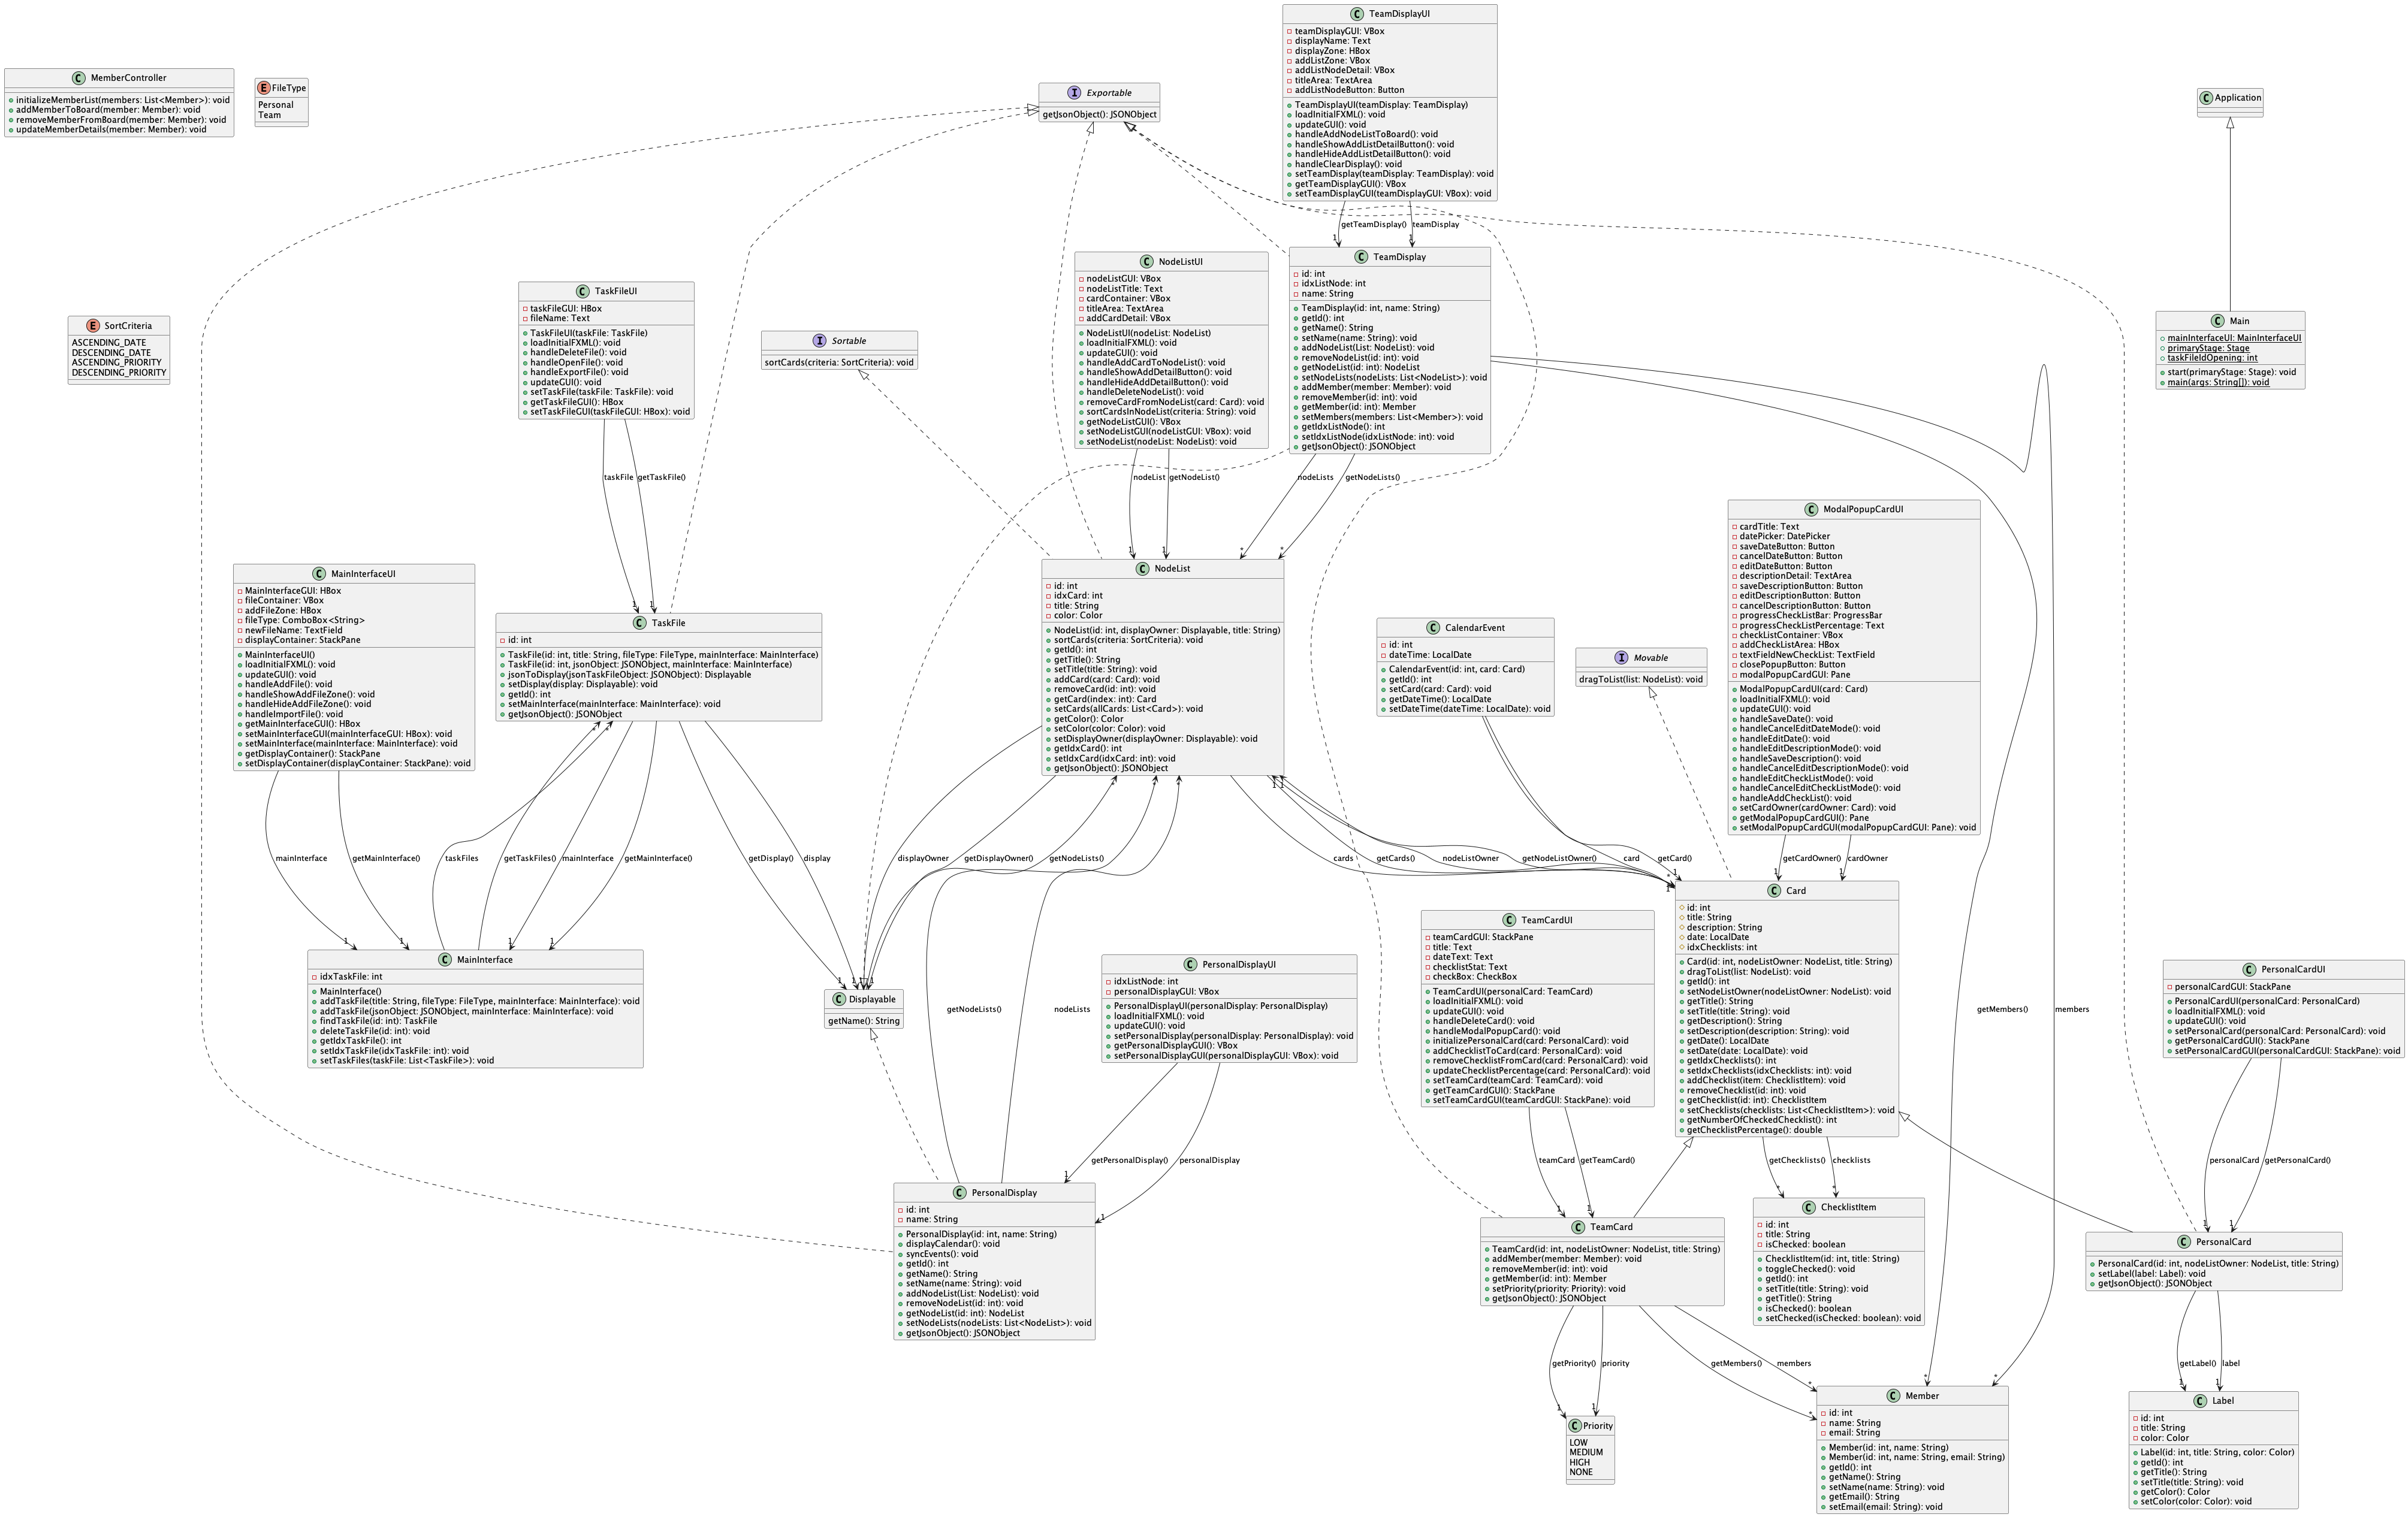 C TeamDisplayUI
teamDisplayGUI: VBox
displayName: Text
displayZone: HBox
addListZone: VBox
addListNodeDetail: VBox
titleArea: TextArea
addListNodeButton: Button
TeamDisplayUI(teamDisplay: TeamDisplay)
loadInitialFXML(): void
updateGUI(): void
handleAddNodeListToBoard(): void
handleShowAddListDetailButton(): void
handleHideAddListDetailButton(): void
handleClearDisplay(): void
setTeamDisplay(teamDisplay: TeamDisplay): void
getTeamDisplayGUI(): VBox
setTeamDisplayGUI(teamDisplayGUI: VBox): void
C MemberController
initializeMemberList(members: List<Member>): void
addMemberToBoard(member: Member): void
removeMemberFromBoard(member: Member): void
updateMemberDetails(member: Member): void
E FileType
Personal
Team
I Exportable
getJsonObject(): JSONObject
C Application
getTeamDisplay()
teamDisplay
1
1
C TeamDisplay
id: int
idxListNode: int
name: String
TeamDisplay(id: int, name: String)
getId(): int
getName(): String
setName(name: String): void
addNodeList(List: NodeList): void
removeNodeList(id: int): void
getNodeList(id: int): NodeList
setNodeLists(nodeLists: List<NodeList>): void
addMember(member: Member): void
removeMember(id: int): void
getMember(id: int): Member
setMembers(members: List<Member>): void
getIdxListNode(): int
setIdxListNode(idxListNode: int): void
getJsonObject(): JSONObject
C NodeListUI
nodeListGUI: VBox
nodeListTitle: Text
cardContainer: VBox
titleArea: TextArea
addCardDetail: VBox
NodeListUI(nodeList: NodeList)
loadInitialFXML(): void
updateGUI(): void
handleAddCardToNodeList(): void
handleShowAddDetailButton(): void
handleHideAddDetailButton(): void
handleDeleteNodeList(): void
removeCardFromNodeList(card: Card): void
sortCardsInNodeList(criteria: String): void
getNodeListGUI(): VBox
setNodeListGUI(nodeListGUI: VBox): void
setNodeList(nodeList: NodeList): void
C TaskFileUI
taskFileGUI: HBox
fileName: Text
TaskFileUI(taskFile: TaskFile)
loadInitialFXML(): void
handleDeleteFile(): void
handleOpenFile(): void
handleExportFile(): void
updateGUI(): void
setTaskFile(taskFile: TaskFile): void
getTaskFileGUI(): HBox
setTaskFileGUI(taskFileGUI: HBox): void
E SortCriteria
ASCENDING_DATE
DESCENDING_DATE
ASCENDING_PRIORITY
DESCENDING_PRIORITY
I Sortable
sortCards(criteria: SortCriteria): void
C Main
mainInterfaceUI: MainInterfaceUI
primaryStage: Stage
taskFileIdOpening: int
start(primaryStage: Stage): void
main(args: String[]): void
taskFile
getTaskFile()
1
1
nodeList
getNodeList()
1
1
nodeLists
getNodeLists()
*
*
C ModalPopupCardUI
cardTitle: Text
datePicker: DatePicker
saveDateButton: Button
cancelDateButton: Button
editDateButton: Button
descriptionDetail: TextArea
saveDescriptionButton: Button
editDescriptionButton: Button
cancelDescriptionButton: Button
progressCheckListBar: ProgressBar
progressCheckListPercentage: Text
checkListContainer: VBox
addCheckListArea: HBox
textFieldNewCheckList: TextField
closePopupButton: Button
modalPopupCardGUI: Pane
ModalPopupCardUI(card: Card)
loadInitialFXML(): void
updateGUI(): void
handleSaveDate(): void
handleCancelEditDateMode(): void
handleEditDate(): void
handleEditDescriptionMode(): void
handleSaveDescription(): void
handleCancelEditDescriptionMode(): void
handleEditCheckListMode(): void
handleCancelEditCheckListMode(): void
handleAddCheckList(): void
setCardOwner(cardOwner: Card): void
getModalPopupCardGUI(): Pane
setModalPopupCardGUI(modalPopupCardGUI: Pane): void
C MainInterfaceUI
MainInterfaceGUI: HBox
fileContainer: VBox
addFileZone: HBox
fileType: ComboBox<String>
newFileName: TextField
displayContainer: StackPane
MainInterfaceUI()
loadInitialFXML(): void
updateGUI(): void
handleAddFile(): void
handleShowAddFileZone(): void
handleHideAddFileZone(): void
handleImportFile(): void
getMainInterfaceGUI(): HBox
setMainInterfaceGUI(mainInterfaceGUI: HBox): void
setMainInterface(mainInterface: MainInterface): void
getDisplayContainer(): StackPane
setDisplayContainer(displayContainer: StackPane): void
C TaskFile
id: int
TaskFile(id: int, title: String, fileType: FileType, mainInterface: MainInterface)
TaskFile(id: int, jsonObject: JSONObject, mainInterface: MainInterface)
jsonToDisplay(jsonTaskFileObject: JSONObject): Displayable
setDisplay(display: Displayable): void
getId(): int
setMainInterface(mainInterface: MainInterface): void
getJsonObject(): JSONObject
C NodeList
id: int
idxCard: int
title: String
color: Color
NodeList(id: int, displayOwner: Displayable, title: String)
sortCards(criteria: SortCriteria): void
getId(): int
getTitle(): String
setTitle(title: String): void
addCard(card: Card): void
removeCard(id: int): void
getCard(index: int): Card
setCards(allCards: List<Card>): void
getColor(): Color
setColor(color: Color): void
setDisplayOwner(displayOwner: Displayable): void
getIdxCard(): int
setIdxCard(idxCard: int): void
getJsonObject(): JSONObject
C CalendarEvent
id: int
dateTime: LocalDate
CalendarEvent(id: int, card: Card)
getId(): int
setCard(card: Card): void
getDateTime(): LocalDate
setDateTime(dateTime: LocalDate): void
I Movable
dragToList(list: NodeList): void
*
*
*
*
*
1
1
mainInterface
getMainInterface()
taskFiles
getTaskFiles()
mainInterface
getMainInterface()
getDisplay()
display
displayOwner
getDisplayOwner()
getNodeLists()
cards
getCards()
nodeListOwner
getNodeListOwner()
card
getCard()
getCardOwner()
cardOwner
1
1
1
1
1
1
1
1
1
*
1
1
1
1
C MainInterface
idxTaskFile: int
MainInterface()
addTaskFile(title: String, fileType: FileType, mainInterface: MainInterface): void
addTaskFile(jsonObject: JSONObject, mainInterface: MainInterface): void
findTaskFile(id: int): TaskFile
deleteTaskFile(id: int): void
getIdxTaskFile(): int
setIdxTaskFile(idxTaskFile: int): void
setTaskFiles(taskFile: List<TaskFile>): void
C Displayable
getName(): String
getNodeLists()
nodeLists
C PersonalDisplayUI
idxListNode: int
personalDisplayGUI: VBox
PersonalDisplayUI(personalDisplay: PersonalDisplay)
loadInitialFXML(): void
updateGUI(): void
setPersonalDisplay(personalDisplay: PersonalDisplay): void
getPersonalDisplayGUI(): VBox
setPersonalDisplayGUI(personalDisplayGUI: VBox): void
C TeamCardUI
teamCardGUI: StackPane
title: Text
dateText: Text
checklistStat: Text
checkBox: CheckBox
TeamCardUI(personalCard: TeamCard)
loadInitialFXML(): void
updateGUI(): void
handleDeleteCard(): void
handleModalPopupCard(): void
initializePersonalCard(card: PersonalCard): void
addChecklistToCard(card: PersonalCard): void
removeChecklistFromCard(card: PersonalCard): void
updateChecklistPercentage(card: PersonalCard): void
setTeamCard(teamCard: TeamCard): void
getTeamCardGUI(): StackPane
setTeamCardGUI(teamCardGUI: StackPane): void
C Card
id: int
title: String
description: String
date: LocalDate
idxChecklists: int
Card(id: int, nodeListOwner: NodeList, title: String)
dragToList(list: NodeList): void
getId(): int
setNodeListOwner(nodeListOwner: NodeList): void
getTitle(): String
setTitle(title: String): void
getDescription(): String
setDescription(description: String): void
getDate(): LocalDate
setDate(date: LocalDate): void
getIdxChecklists(): int
setIdxChecklists(idxChecklists: int): void
addChecklist(item: ChecklistItem): void
removeChecklist(id: int): void
getChecklist(id: int): ChecklistItem
setChecklists(checklists: List<ChecklistItem>): void
getNumberOfCheckedChecklist(): int
getChecklistPercentage(): double
getMembers()
members
C PersonalCardUI
personalCardGUI: StackPane
PersonalCardUI(personalCard: PersonalCard)
loadInitialFXML(): void
updateGUI(): void
setPersonalCard(personalCard: PersonalCard): void
getPersonalCardGUI(): StackPane
setPersonalCardGUI(personalCardGUI: StackPane): void
getPersonalDisplay()
personalDisplay
1
1
teamCard
getTeamCard()
1
1
getChecklists()
checklists
*
*
personalCard
getPersonalCard()
1
1
C PersonalDisplay
id: int
name: String
PersonalDisplay(id: int, name: String)
displayCalendar(): void
syncEvents(): void
getId(): int
getName(): String
setName(name: String): void
addNodeList(List: NodeList): void
removeNodeList(id: int): void
getNodeList(id: int): NodeList
setNodeLists(nodeLists: List<NodeList>): void
getJsonObject(): JSONObject
C TeamCard
TeamCard(id: int, nodeListOwner: NodeList, title: String)
addMember(member: Member): void
removeMember(id: int): void
getMember(id: int): Member
setPriority(priority: Priority): void
getJsonObject(): JSONObject
C ChecklistItem
id: int
title: String
isChecked: boolean
ChecklistItem(id: int, title: String)
toggleChecked(): void
getId(): int
setTitle(title: String): void
getTitle(): String
isChecked(): boolean
setChecked(isChecked: boolean): void
C PersonalCard
PersonalCard(id: int, nodeListOwner: NodeList, title: String)
setLabel(label: Label): void
getJsonObject(): JSONObject
getPriority()
priority
1
1
getMembers()
members
*
*
*
*
getLabel()
label
1
1
C Priority
LOW
MEDIUM
HIGH
NONE
C Member
id: int
name: String
email: String
Member(id: int, name: String)
Member(id: int, name: String, email: String)
getId(): int
getName(): String
setName(name: String): void
getEmail(): String
setEmail(email: String): void
C Label
id: int
title: String
color: Color
Label(id: int, title: String, color: Color)
getId(): int
getTitle(): String
setTitle(title: String): void
getColor(): Color
setColor(color: Color): void